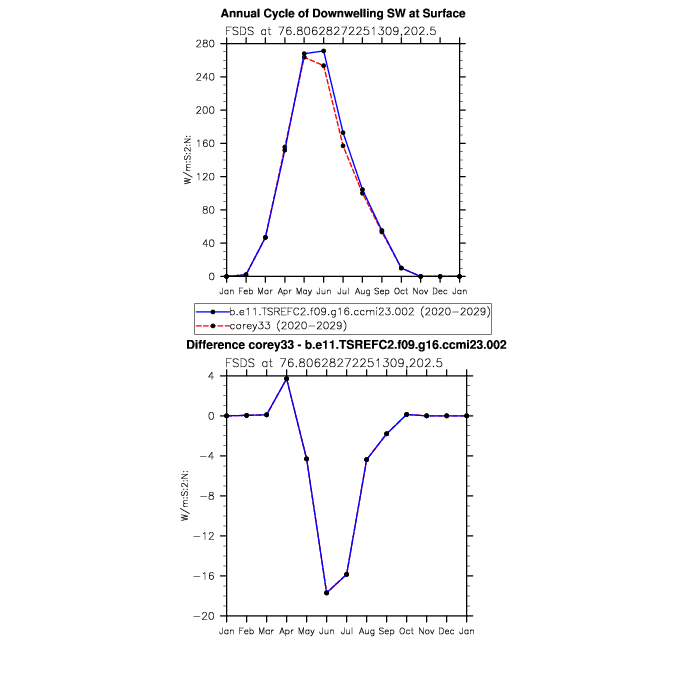 Annual Cycle of Downwelling SW at Surface
FSDS at 76.80628272251309,202.5
280
240
200
160
120
80
40
0
W/m:S:2:N:
Jan Feb Mar Apr May Jun Jul Aug Sep Oct Nov Dec Jan
b.e11.TSREFC2.f09.g16.ccmi23.002 (2020-2029)
corey33 (2020-2029)
Difference corey33 - b.e11.TSREFC2.f09.g16.ccmi23.002
FSDS at 76.80628272251309,202.5
4
0
-4
-8
-12
-16
-20
W/m:S:2:N:
Jan Feb Mar Apr May Jun Jul Aug Sep Oct Nov Dec Jan